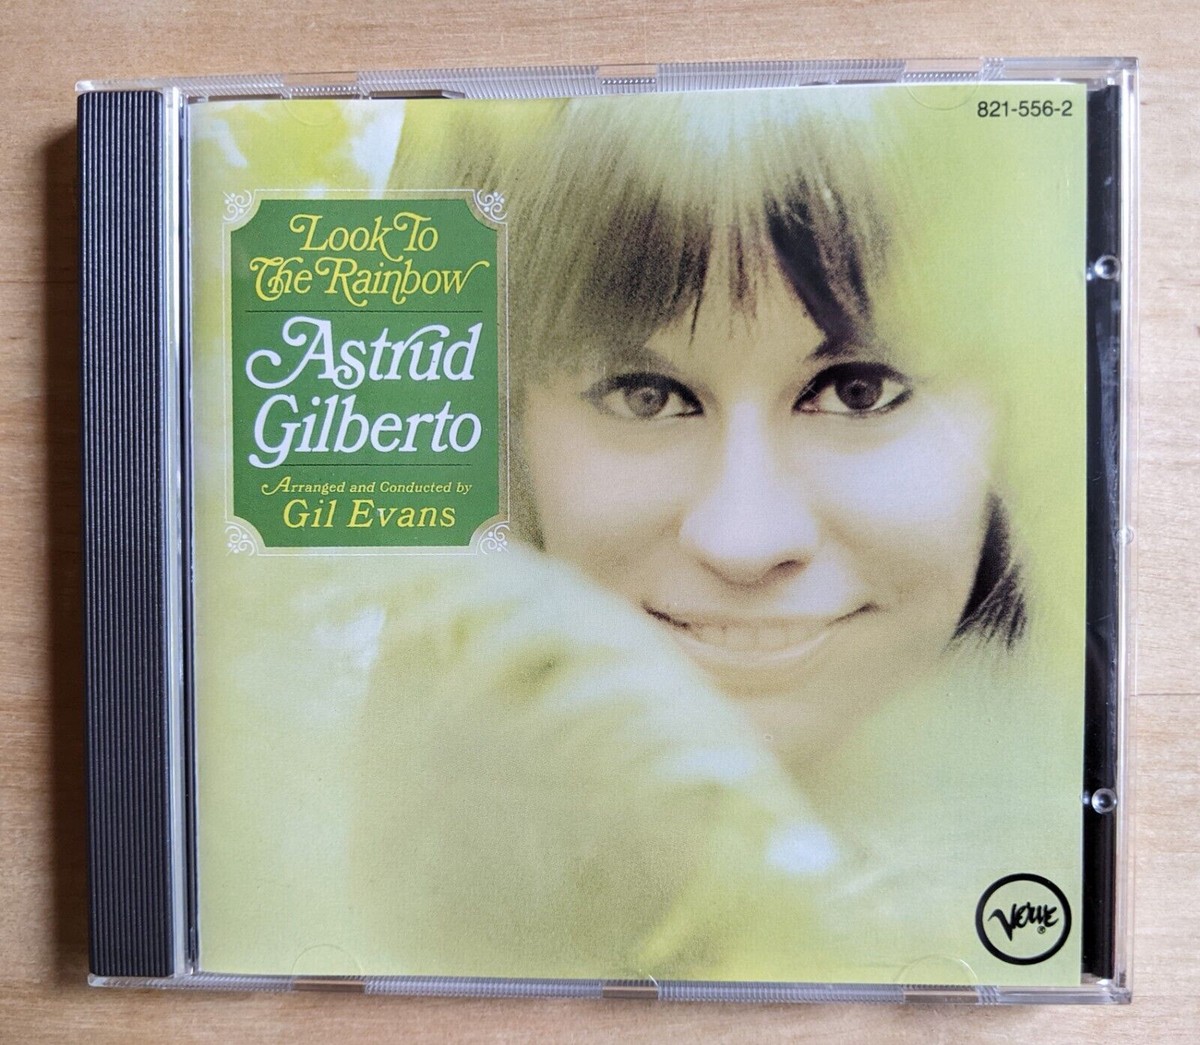 821-556-2
Look To
The Rainbow
Astrud
Gilberto
Arranged and Conducted by
Gil Evans
Verve
®